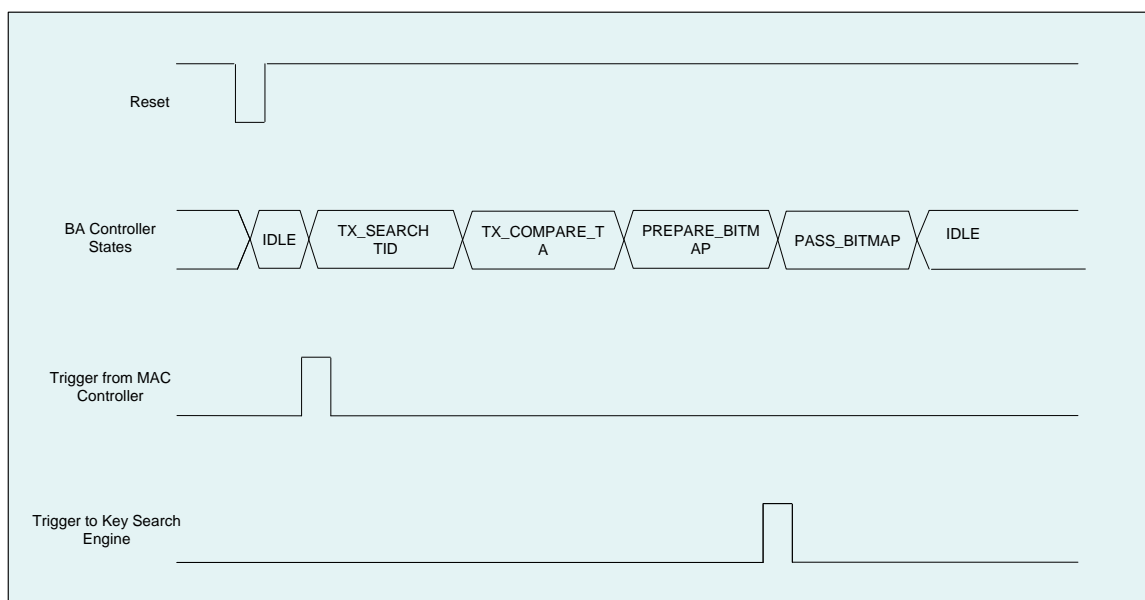 Reset
BA Controller
States
IDLE
TX_SEARCH
TID
TX_COMPARE_T
A
PREPARE_BITM
AP
PASS_BITMAP
IDLE
Trigger from MAC
Controller
Trigger to Key Search
Engine